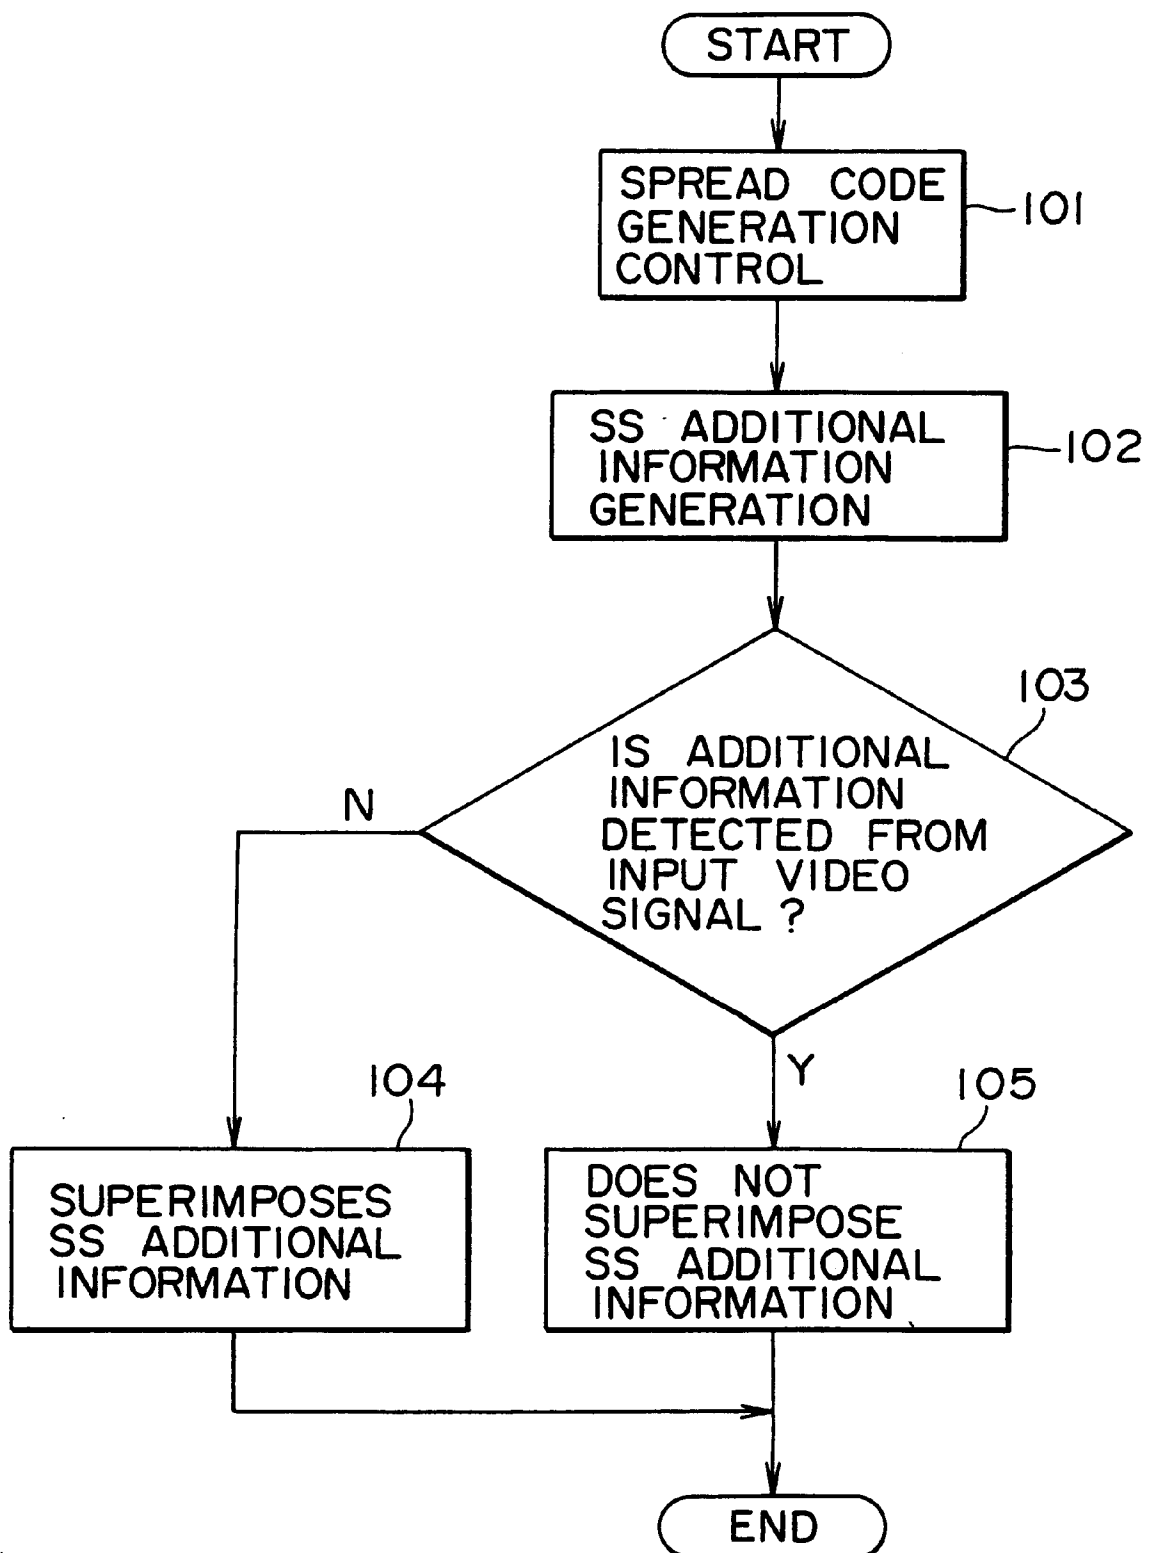 START
SPREAD CODE
GENERATION
CONTROL
101
SS ADDITIONAL
INFORMATION
GENERATION
102
103
IS ADDITIONAL
INFORMATION
DETECTED FROM
INPUT VIDEO
SIGNAL?
N
Y
104
SUPERIMPOSES
SS ADDITIONAL
INFORMATION
105
DOES NOT
SUPERIMPOSE
SS ADDITIONAL
INFORMATION
END